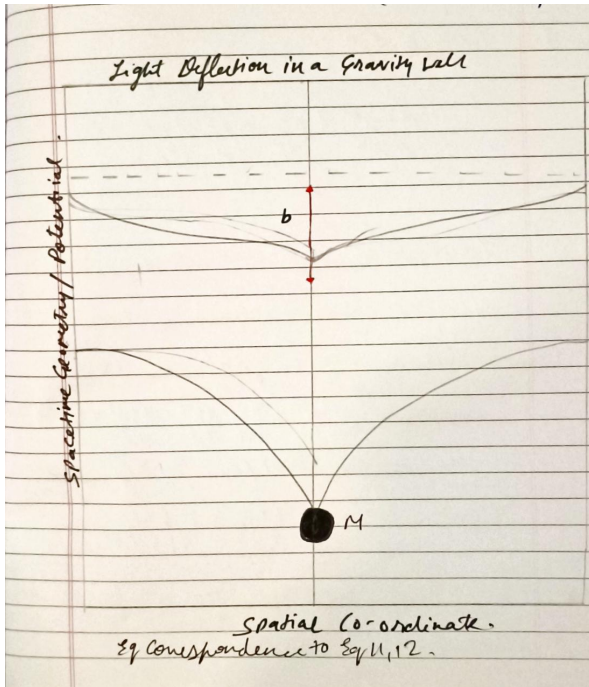 Light Deflection in a Gravity Well
Spacetime Geometry / Potential.
b
M
Spatial Co-ordinate.
Eq Correspondence to Eq 11, 12.